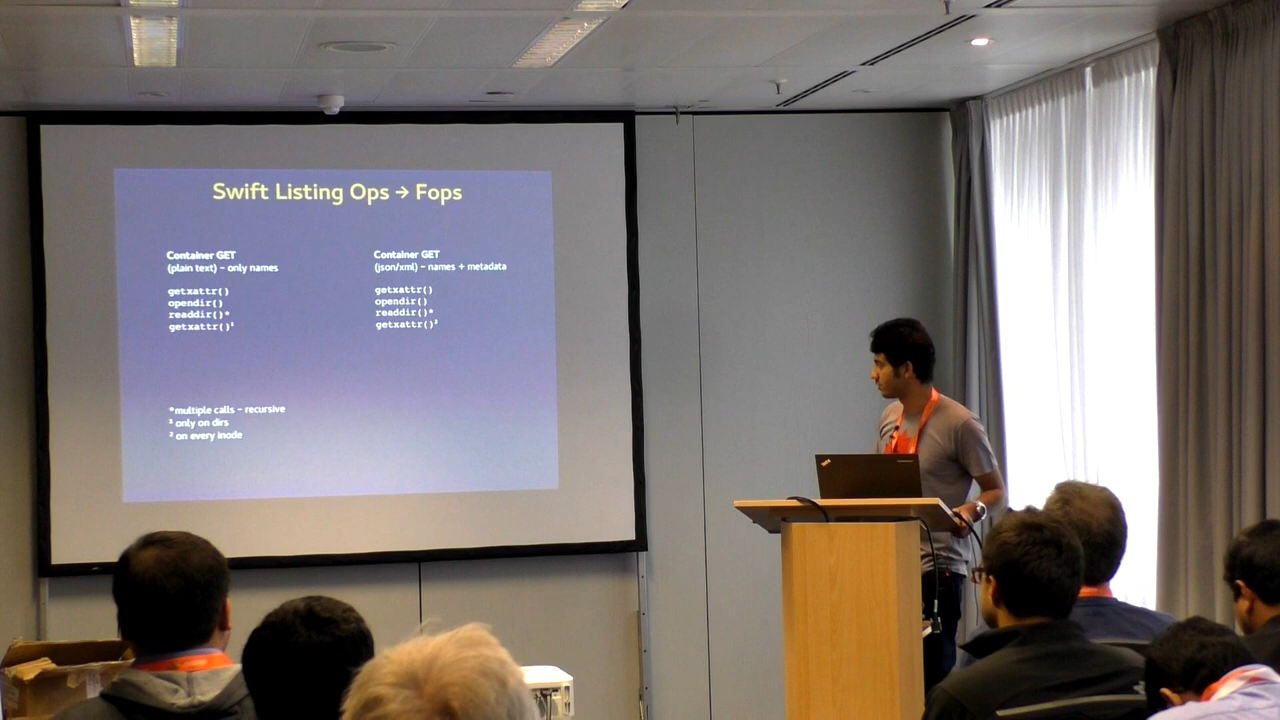 Swift Listing Ops → Fops
Container GET
(plain text) – only names
getxattr()
opendir()
readdir()*
getxattr()¹
Container GET
(json/xml) – names + metadata
getxattr()
opendir()
readdir()*
getxattr()²
*multiple calls – recursive
¹ only on dirs
² on every inode